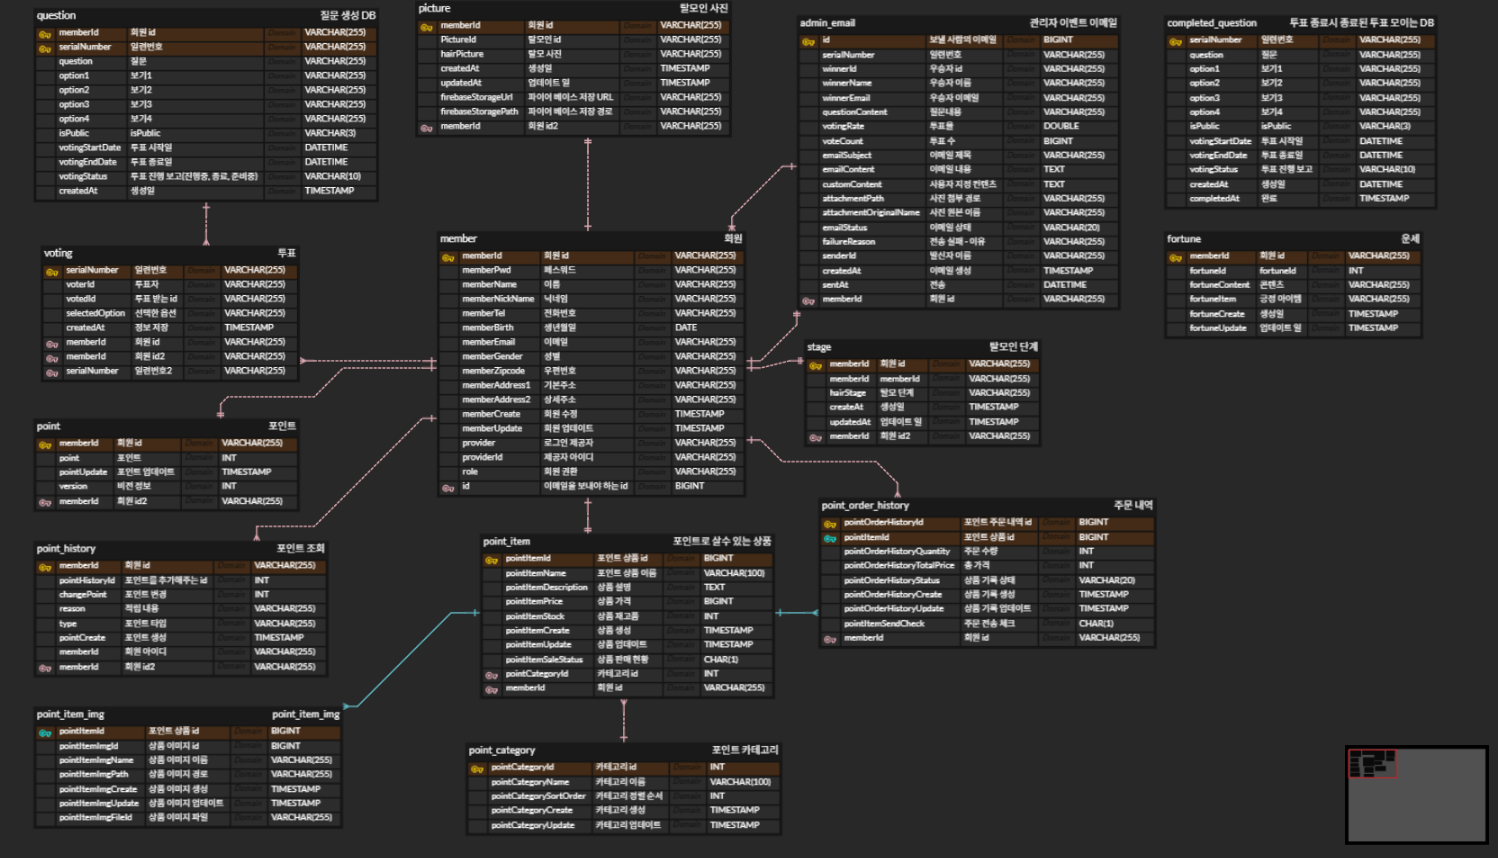 question 질문 생성 DB
memberId 회원 id Domain VARCHAR(255)
serialNumber 일련번호 Domain VARCHAR(255)
question 질문 Domain VARCHAR(255)
option1 보기1 Domain VARCHAR(255)
option2 보기2 Domain VARCHAR(255)
option3 보기3 Domain VARCHAR(255)
option4 보기4 Domain VARCHAR(255)
isPublic isPublic Domain VARCHAR(3)
votingStartDate 투표 시작일 Domain DATETIME
votingEndDate 투표 종료일 Domain DATETIME
votingStatus 투표 진행 보고(진행중, 종료, 준비중) Domain VARCHAR(10)
createdAt 생성일 Domain TIMESTAMP
picture 탈모인 사진
memberId 회원 id Domain VARCHAR(255)
PictureId 탈모인 id Domain VARCHAR(255)
hairPicture 탈모 사진 Domain VARCHAR(255)
createdAt 생성일 Domain TIMESTAMP
updatedAt 업데이트 일 Domain TIMESTAMP
firebaseStorageUrl 파이어 베이스 저장 URL Domain VARCHAR(255)
firebaseStoragePath 파이어 베이스 저장 경로 Domain VARCHAR(255)
memberId 회원 id2 Domain VARCHAR(255)
admin_email 관리자 이벤트 이메일
id 보낼 사람의 이메일 Domain BIGINT
serialNumber 일련번호 Domain VARCHAR(255)
winnerId 우승자 id Domain VARCHAR(255)
winnerName 우승자 이름 Domain VARCHAR(255)
winnerEmail 우승자 이메일 Domain VARCHAR(255)
questionContent 질문내용 Domain VARCHAR(255)
votingRate 투표율 Domain DOUBLE
voteCount 투표 수 Domain BIGINT
emailSubject 이메일 제목 Domain VARCHAR(255)
emailContent 이메일 내용 Domain TEXT
customContent 사용자 지정 컨텐츠 Domain TEXT
attachmentPath 사진 첨부 경로 Domain VARCHAR(255)
attachmentOriginalName 사진 원본 이름 Domain VARCHAR(255)
emailStatus 이메일 상태 Domain VARCHAR(20)
failureReason 전송 실패 - 이유 Domain VARCHAR(255)
senderId 발신자 이름 Domain VARCHAR(255)
createdAt 이메일 생성 Domain TIMESTAMP
sentAt 전송 Domain DATETIME
memberId 회원 id Domain VARCHAR(255)
completed_question 투표 종료시 종료된 투표 모이는 DB
serialNumber 일련번호 Domain VARCHAR(255)
question 질문 Domain VARCHAR(255)
option1 보기1 Domain VARCHAR(255)
option2 보기2 Domain VARCHAR(255)
option3 보기3 Domain VARCHAR(255)
option4 보기4 Domain VARCHAR(255)
isPublic isPublic Domain VARCHAR(3)
votingStartDate 투표 시작일 Domain DATETIME
votingEndDate 투표 종료일 Domain DATETIME
votingStatus 투표 진행 보고 Domain VARCHAR(10)
createdAt 생성일 Domain DATETIME
completedAt 완료 Domain TIMESTAMP
voting 투표
serialNumber 일련번호 Domain VARCHAR(255)
voterId 투표자 Domain VARCHAR(255)
votedId 투표 받는 id Domain VARCHAR(255)
selectedOption 선택한 옵션 Domain VARCHAR(255)
createdAt 정보 저장 Domain TIMESTAMP
memberId 회원 id Domain VARCHAR(255)
memberId 회원 id2 Domain VARCHAR(255)
serialNumber 일련번호2 Domain VARCHAR(255)
member 회원
memberId 회원 id Domain VARCHAR(255)
memberPwd 패스워드 Domain VARCHAR(255)
memberName 이름 Domain VARCHAR(255)
memberNickName 닉네임 Domain VARCHAR(255)
memberTel 전화번호 Domain VARCHAR(255)
memberBirth 생년월일 Domain DATE
memberEmail 이메일 Domain VARCHAR(255)
memberGender 성별 Domain VARCHAR(255)
memberZipcode 우편번호 Domain VARCHAR(255)
memberAddress1 기본주소 Domain VARCHAR(255)
memberAddress2 상세주소 Domain VARCHAR(255)
memberCreate 회원 수정 Domain TIMESTAMP
memberUpdate 회원 업데이트 Domain TIMESTAMP
provider 로그인 제공자 Domain VARCHAR(255)
providerId 제공자 아이디 Domain VARCHAR(255)
role 회원 권환 Domain VARCHAR(255)
id 이메일을 보내야 하는 id Domain BIGINT
fortune 운세
memberId 회원 id Domain VARCHAR(255)
fortuneId fortuneId Domain INT
fortuneContent 콘텐츠 Domain VARCHAR(255)
fortuneItem 긍정 아이템 Domain VARCHAR(255)
fortuneCreate 생성일 Domain TIMESTAMP
fortuneUpdate 업데이트 일 Domain TIMESTAMP
stage 탈모인 단계
memberId 회원 id Domain VARCHAR(255)
memberId memberId Domain VARCHAR(255)
hairStage 탈모 단계 Domain VARCHAR(255)
createAt 생성일 Domain TIMESTAMP
updatedAt 업데이트 일 Domain TIMESTAMP
memberId 회원 id2 Domain VARCHAR(255)
point 포인트
memberId 회원 id Domain VARCHAR(255)
point 포인트 Domain INT
pointUpdate 포인트 업데이트 Domain TIMESTAMP
version 버전 정보 Domain INT
memberId 회원 id2 Domain VARCHAR(255)
point_history 포인트 조회
memberId 회원 id Domain VARCHAR(255)
pointHistoryId 포인트를 추가해주는 id Domain INT
changePoint 포인트 변경 Domain INT
reason 적립 내용 Domain VARCHAR(255)
type 포인트 타입 Domain VARCHAR(255)
pointCreate 포인트 생성 Domain TIMESTAMP
memberId 회원 아이디 Domain VARCHAR(255)
memberId 회원 id2 Domain VARCHAR(255)
point_item 포인트로 살수 있는 상품
pointItemId 포인트 상품 id Domain BIGINT
pointItemName 포인트 상품 이름 Domain VARCHAR(100)
pointItemDescription 상품 설명 Domain TEXT
pointItemPrice 상품 가격 Domain BIGINT
pointItemStock 상품 재고품 Domain INT
pointItemCreate 상품 생성 Domain TIMESTAMP
pointItemUpdate 상품 업데이트 Domain TIMESTAMP
pointItemSaleStatus 상품 판매 현황 Domain CHAR(1)
pointCategoryId 카테고리 id Domain INT
memberId 회원 id Domain VARCHAR(255)
point_order_history 주문 내역
pointOrderHistoryId 포인트 주문 내역 id Domain BIGINT
pointItemId 포인트 상품 id Domain BIGINT
pointOrderHistoryQuantity 주문 수량 Domain INT
pointOrderHistoryTotalPrice 총 가격 Domain INT
pointOrderHistoryStatus 상품 기록 상태 Domain VARCHAR(20)
pointOrderHistoryCreate 상품 기록 생성 Domain TIMESTAMP
pointOrderHistoryUpdate 상품 기록 업데이트 Domain TIMESTAMP
pointItemSendCheck 주문 전송 체크 Domain CHAR(1)
memberId 회원 id Domain VARCHAR(255)
point_item_img point_item_img
pointItemId 포인트 상품 id Domain BIGINT
pointItemImgId 상품 이미지 id Domain BIGINT
pointItemImgName 상품 이미지 이름 Domain VARCHAR(255)
pointItemImgPath 상품 이미지 경로 Domain VARCHAR(255)
pointItemImgCreate 상품 이미지 생성 Domain TIMESTAMP
pointItemImgUpdate 상품 이미지 업데이트 Domain TIMESTAMP
pointItemImgFileId 상품 이미지 파일 Domain VARCHAR(255)
point_category 포인트 카테고리
pointCategoryId 카테고리 id Domain INT
pointCategoryName 카테고리 이름 Domain VARCHAR(100)
pointCategorySortOrder 카테고리 정렬 순서 Domain INT
pointCategoryCreate 카테고리 생성 Domain TIMESTAMP
pointCategoryUpdate 카테고리 업데이트 Domain TIMESTAMP